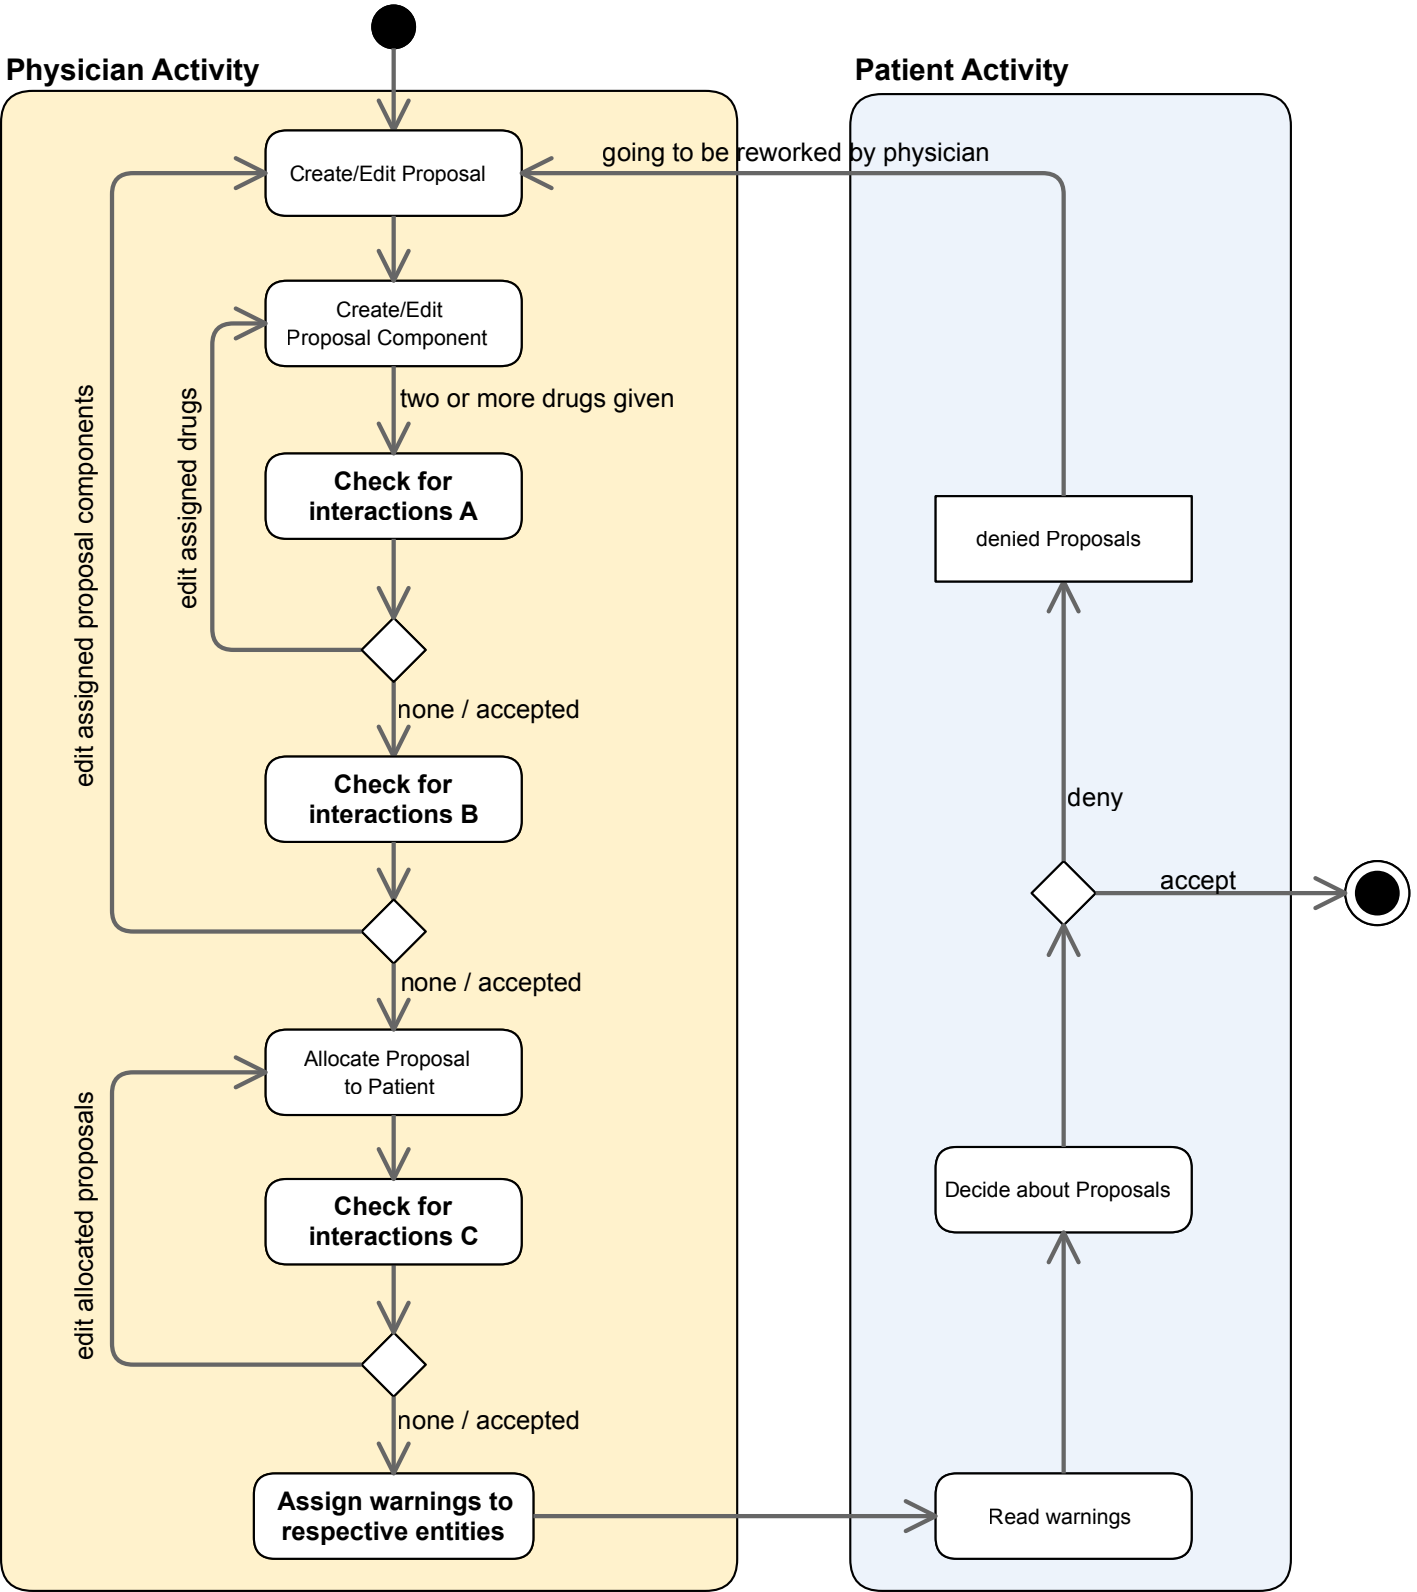 Physician Activity
Create/Edit Proposal
Create/Edit
Proposal Component
two or more drugs given
edit assigned drugs
edit assigned proposal components
Check for
interactions A
none / accepted
Check for
interactions B
none / accepted
Allocate Proposal
to Patient
edit allocated proposals
Check for
interactions C
none / accepted
Assign warnings to
respective entities
Patient Activity
going to be reworked by physician
denied Proposals
deny
accept
Decide about Proposals
Read warnings